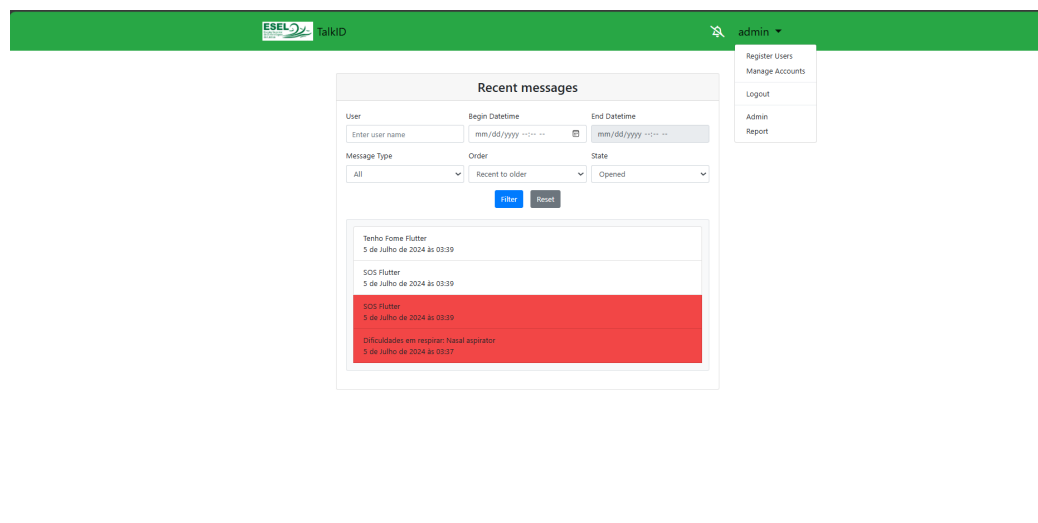 ESEL
TalkID
admin
Register Users
Manage Accounts
Logout
Admin
Report
Recent messages
User
Begin Datetime
End Datetime
Enter user name
mm/dd/yyyy --:-- --
mm/dd/yyyy --:-- --
Message Type
Order
State
All
Recent to older
Opened
Filter
Reset
Tenho Fome Flutter
5 de Julho de 2024 às 03:39
SOS Flutter
5 de Julho de 2024 às 03:39
SOS Flutter
5 de Julho de 2024 às 03:39
Dificuldades em respirar: Nasal aspirator
5 de Julho de 2024 às 03:37